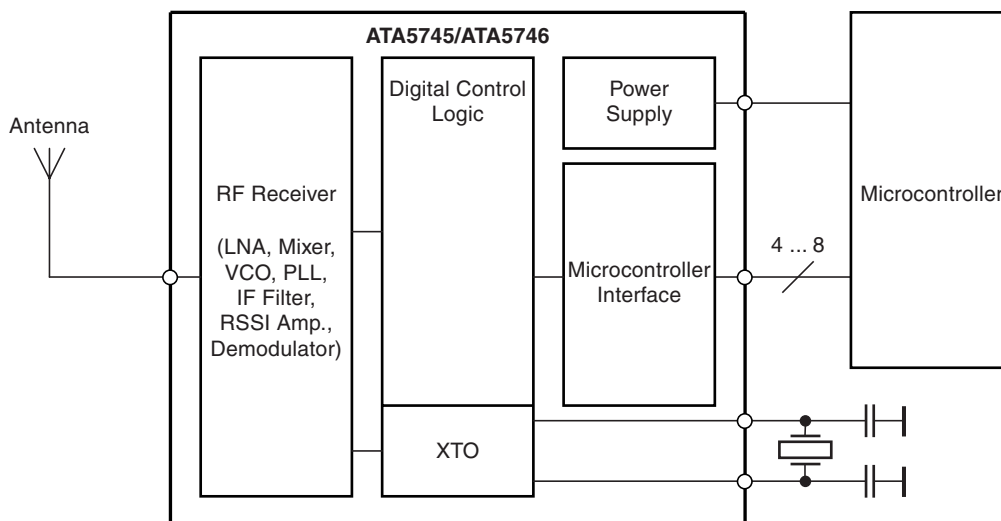 ATA5745/ATA5746
Antenna
RF Receiver
(LNA, Mixer,
VCO, PLL,
IF Filter,
RSSI Amp.,
Demodulator)
Digital Control
Logic
XTO
Power
Supply
Microcontroller
Interface
4 ... 8
Microcontroller